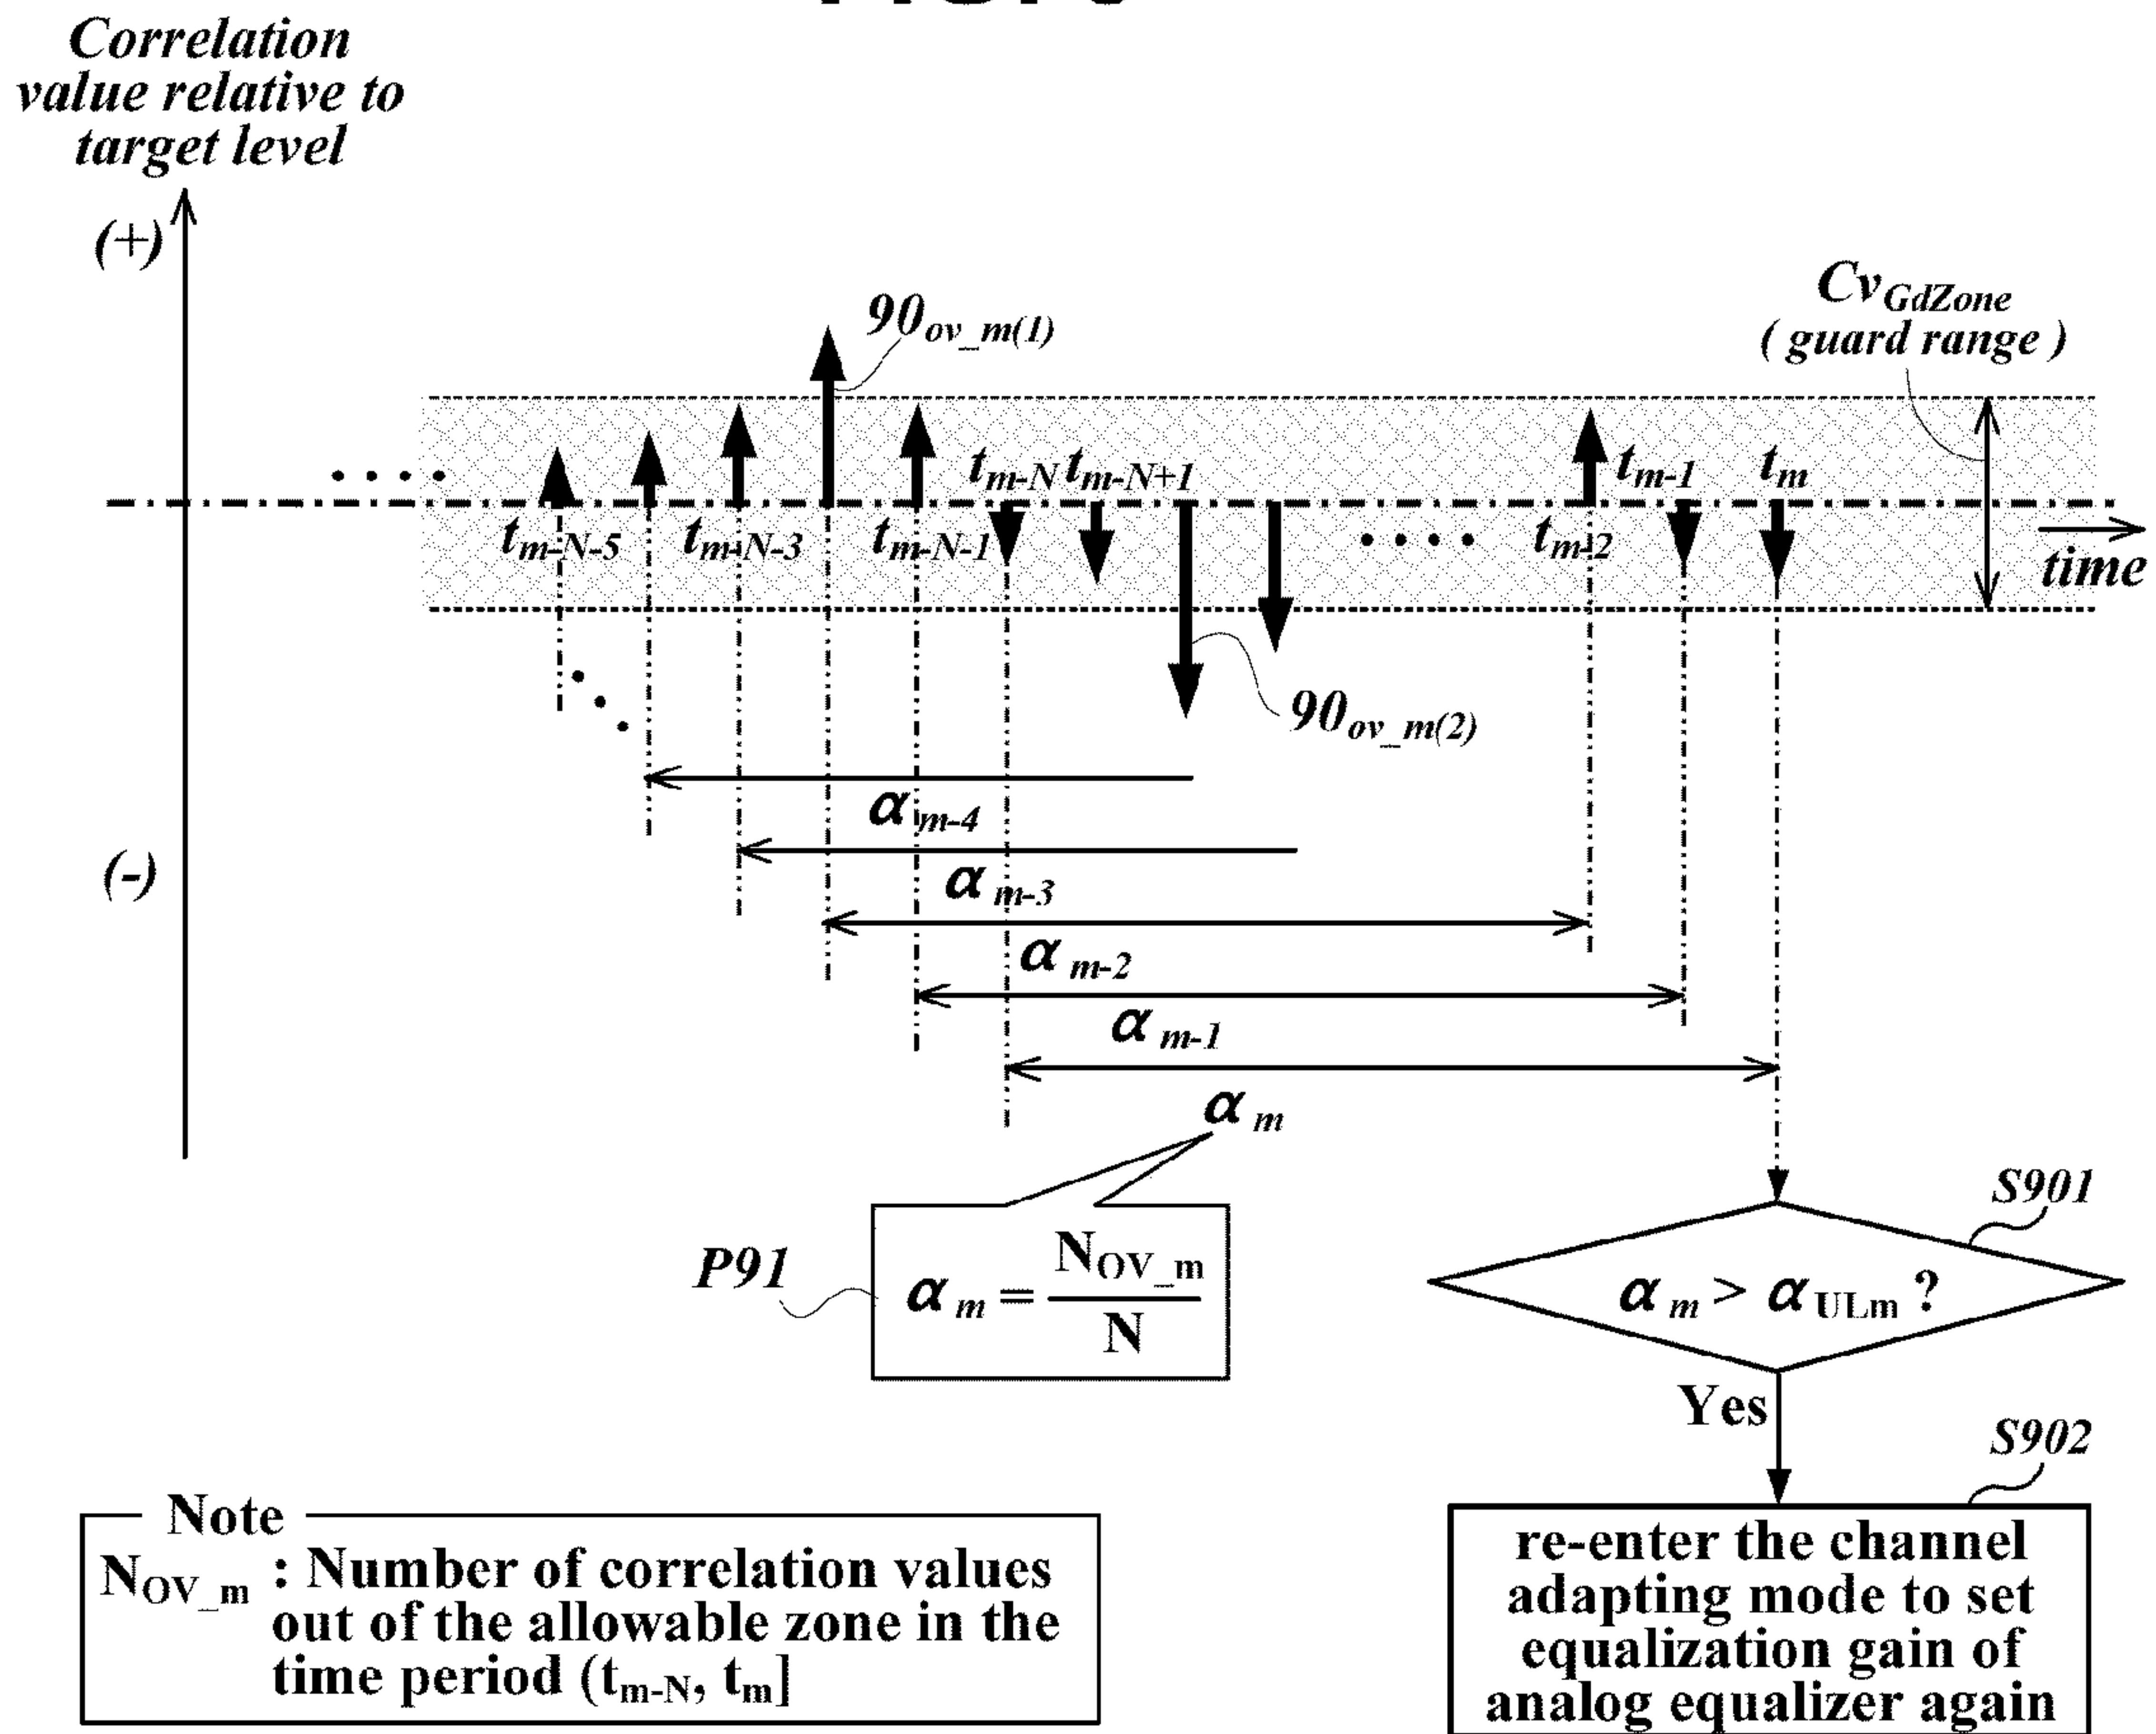 Correlation
value relative to
target level
(+)
90ov_m(1)
CvGdZone
( guard range )
. . . .
tm-N tm-N+1
tm-1
tm
tm-N-5
tm-N-3
tm-N-1
. . . .
tm-2
time
90ov_m(2)
αm-4
(-)
αm-3
αm-2
αm-1
αm
S901
P91
αm = NOV_m
N
αm > αULm ?
Yes
S902
Note
NOV_m : Number of correlation values
out of the allowable zone in the
time period (tm-N, tm]
re-enter the channel
adapting mode to set
equalization gain of
analog equalizer again